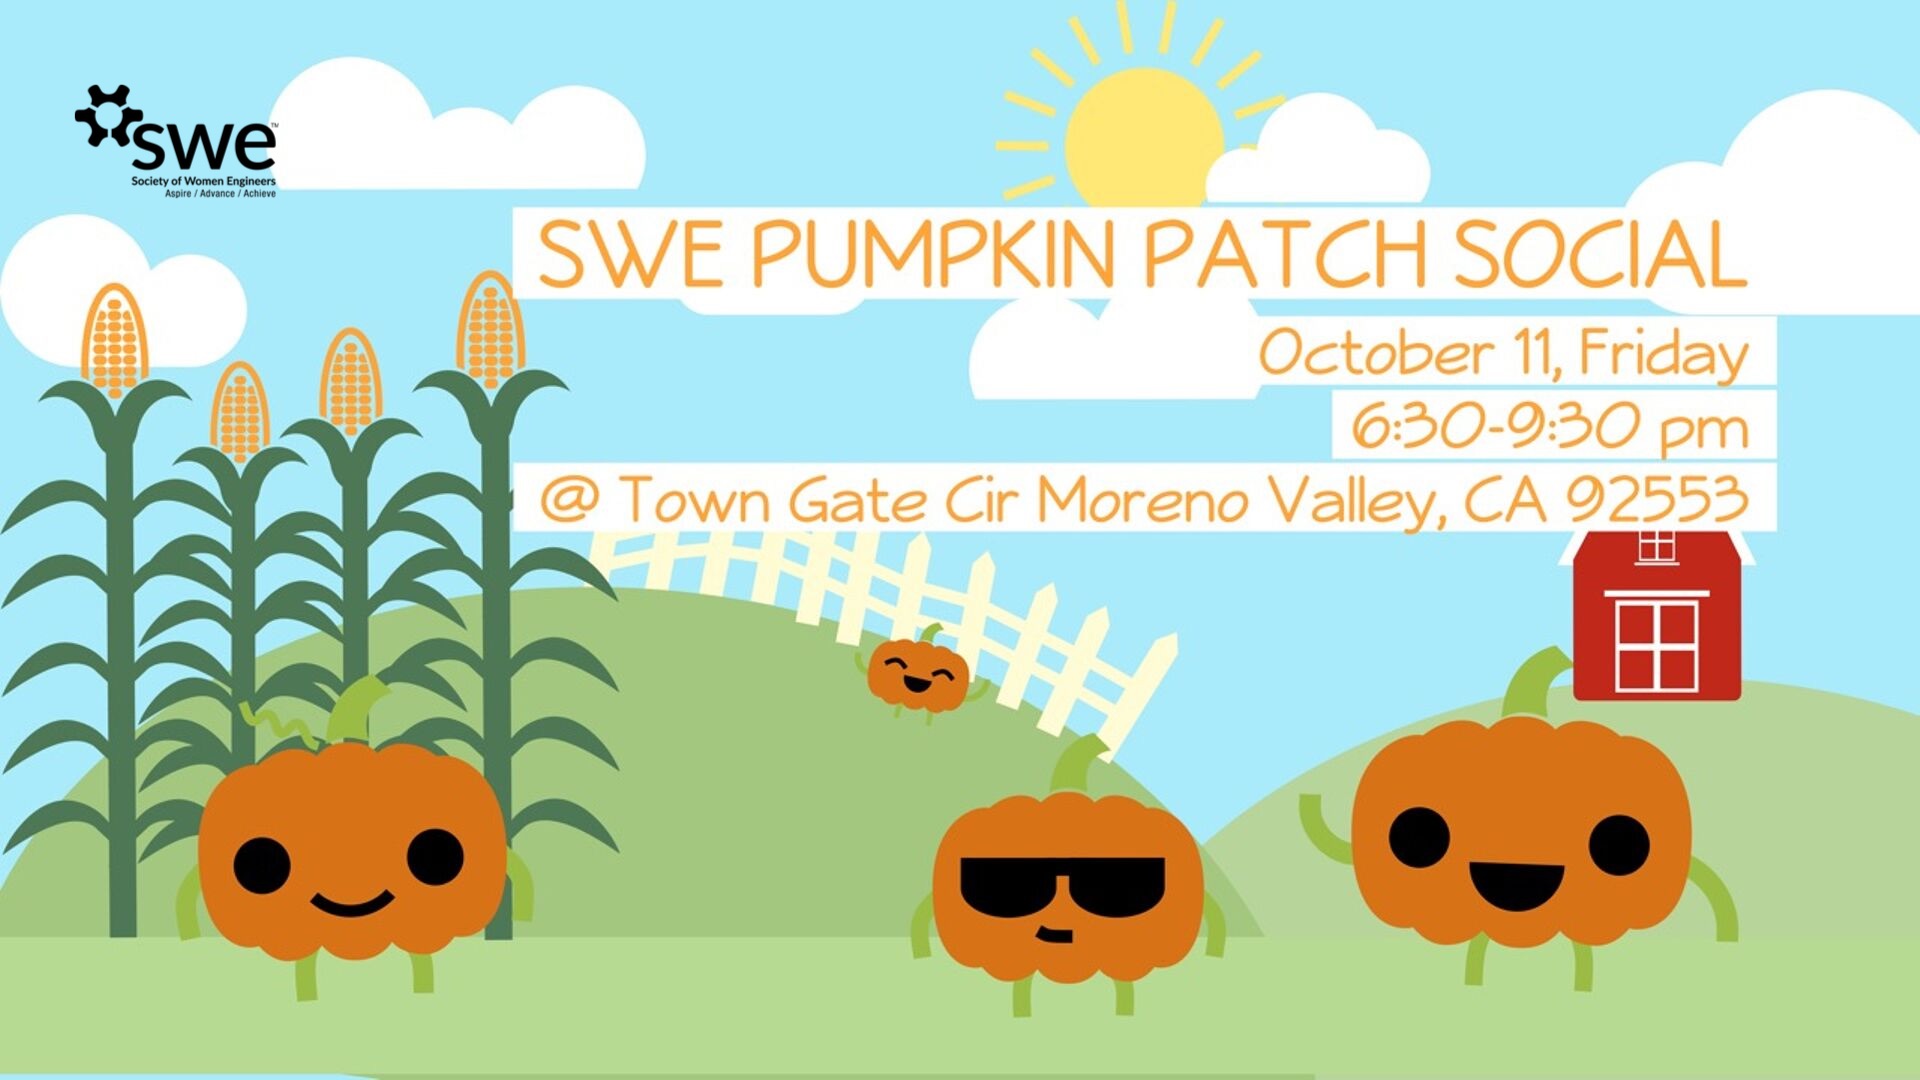 swe™
Society of Women Engineers
Aspire / Advance / Achieve
SWE PUMPKIN PATCH SOCIAL
October 11, Friday
6:30-9:30 pm
@ Town Gate Cir Moreno Valley, CA 92553